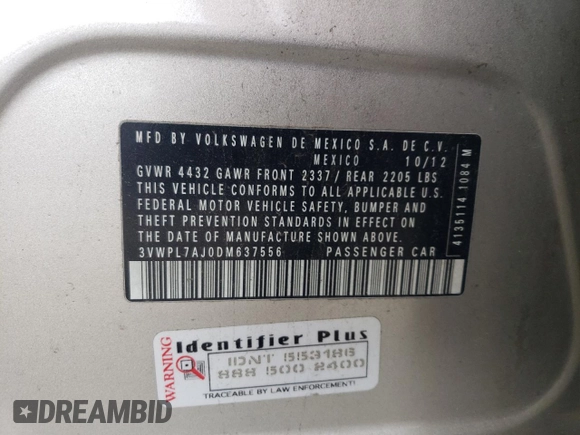 MFD BY VOLKSWAGEN DE MEXICO S.A. DE C.V.
MEXICO 10/12
GVWR 4432 GAWR FRONT 2337/ REAR 2205 LBS
THIS VEHICLE CONFORMS TO ALL APPLICABLE U.S.
FEDERAL MOTOR VEHICLE SAFETY, BUMPER AND
THEFT PREVENTION STANDARDS IN EFFECT ON
THE DATE OF MANUFACTURE SHOWN ABOVE.
3VWPL7AJ0DM637556 PASSENGER CAR
4135114 1084 M
WARNING
Identifier Plus
IDNT 553186
888 500 8400
TRACEABLE BY LAW ENFORCEMENT!
DREAMBID